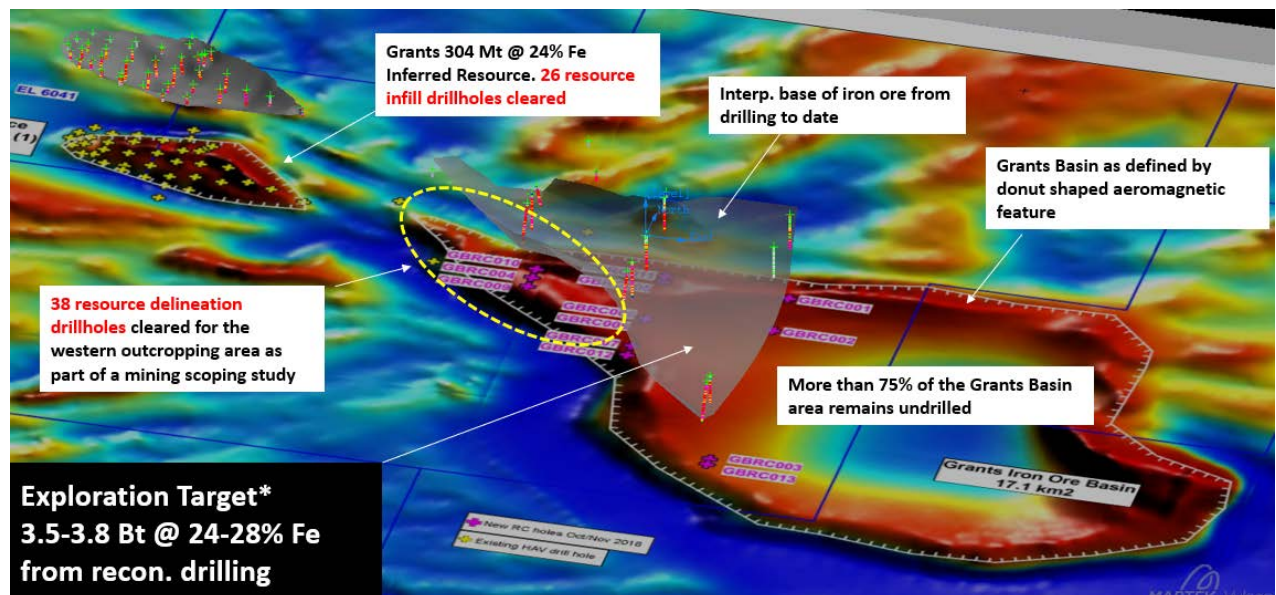 Grants 304 Mt @ 24% Fe
Inferred Resource. 26 resource
infill drillholes cleared
Interp. base of iron ore from
drilling to date
Grants Basin as defined by
donut shaped aeromagnetic
feature
EL 6041
(1)
GBRC010
GBRC004
GBRC009
GBRC012
GBRC001
GBRC002
38 resource delineation
drillholes cleared for the
western outcropping area as
part of a mining scoping study
More than 75% of the Grants Basin
area remains undrilled
GBRC003
GBRC013
Grants Iron Ore Basin
17.1 km2
Exploration Target*
3.5-3.8 Bt @ 24-28% Fe
from recon. drilling
New RC holes Oct/Nov 2018
Existing HAV drill hole